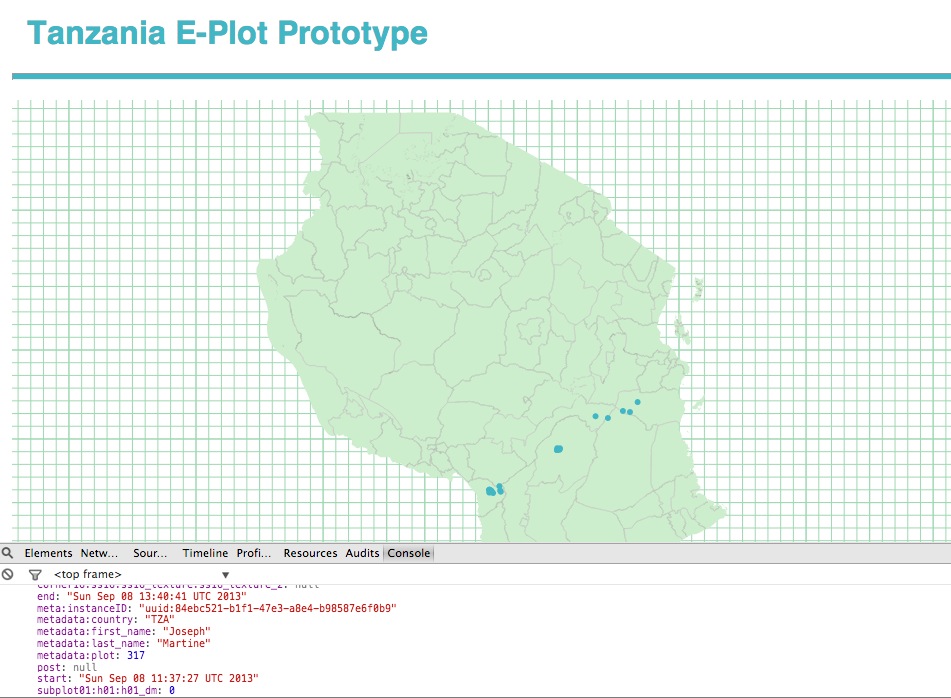 Tanzania E-Plot Prototype
Elements Netw... Sour... Timeline Profi... Resources Audits Console
<top frame>
end: "Sun Sep 08 13:40:41 UTC 2013"
meta:instanceID: "uuid:84ebc521-b1f1-47e3-a8e4-b98587e6f0b9"
metadata:country: "TZA"
metadata:first_name: "Joseph"
metadata:last_name: "Martine"
metadata:plot: 317
post: null
start: "Sun Sep 08 11:37:27 UTC 2013"
subplot01:h01:h01_dm: 0